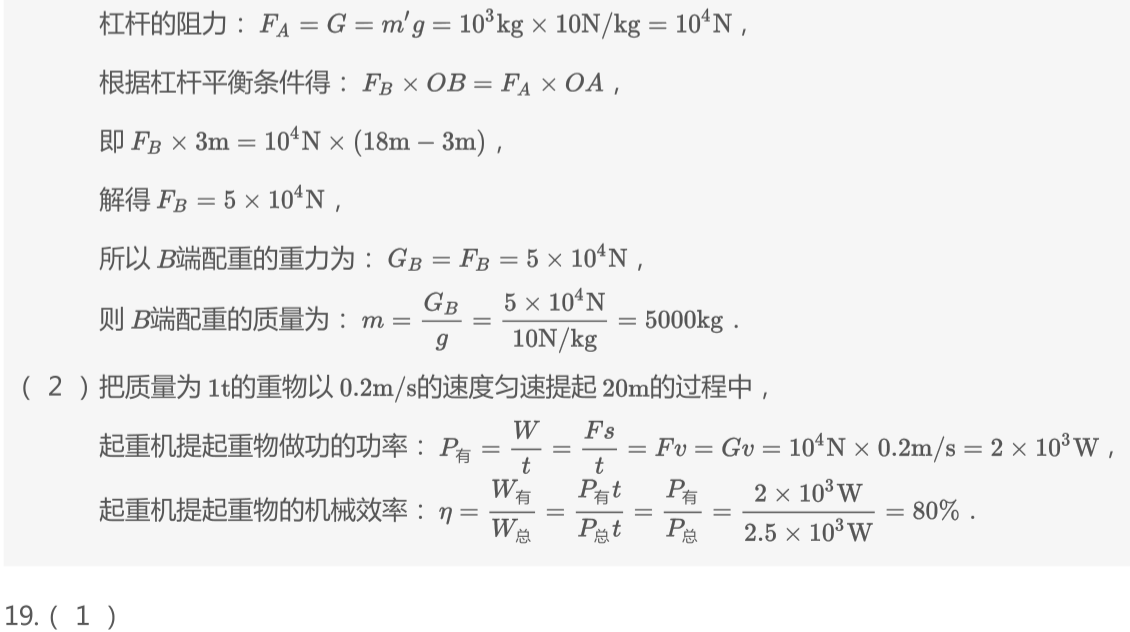 杠杆的阻力：F_A = G = m′g = 10³kg × 10N/kg = 10⁴N，
根据杠杆平衡条件得：F_B × OB = F_A × OA，
即 F_B × 3m = 10⁴N × (18m − 3m)，
解得 F_B = 5 × 10⁴N，
所以 B端配重的重力为：G_B = F_B = 5 × 10⁴N，
则 B端配重的质量为：m = G_B/g = (5 × 10⁴N)/(10N/kg) = 5000kg．
（2）把质量为 1t的重物以 0.2m/s的速度匀速提起 20m的过程中，
起重机提起重物做功的功率：P_有 = W/t = Fs/t = Fv = Gv = 10⁴N × 0.2m/s = 2 × 10³W，
起重机提起重物的机械效率：η = W_有/W_总 = P_有t/P_总t = P_有/P_总 = (2 × 10³W)/(2.5 × 10³W) = 80%．
19.（1）